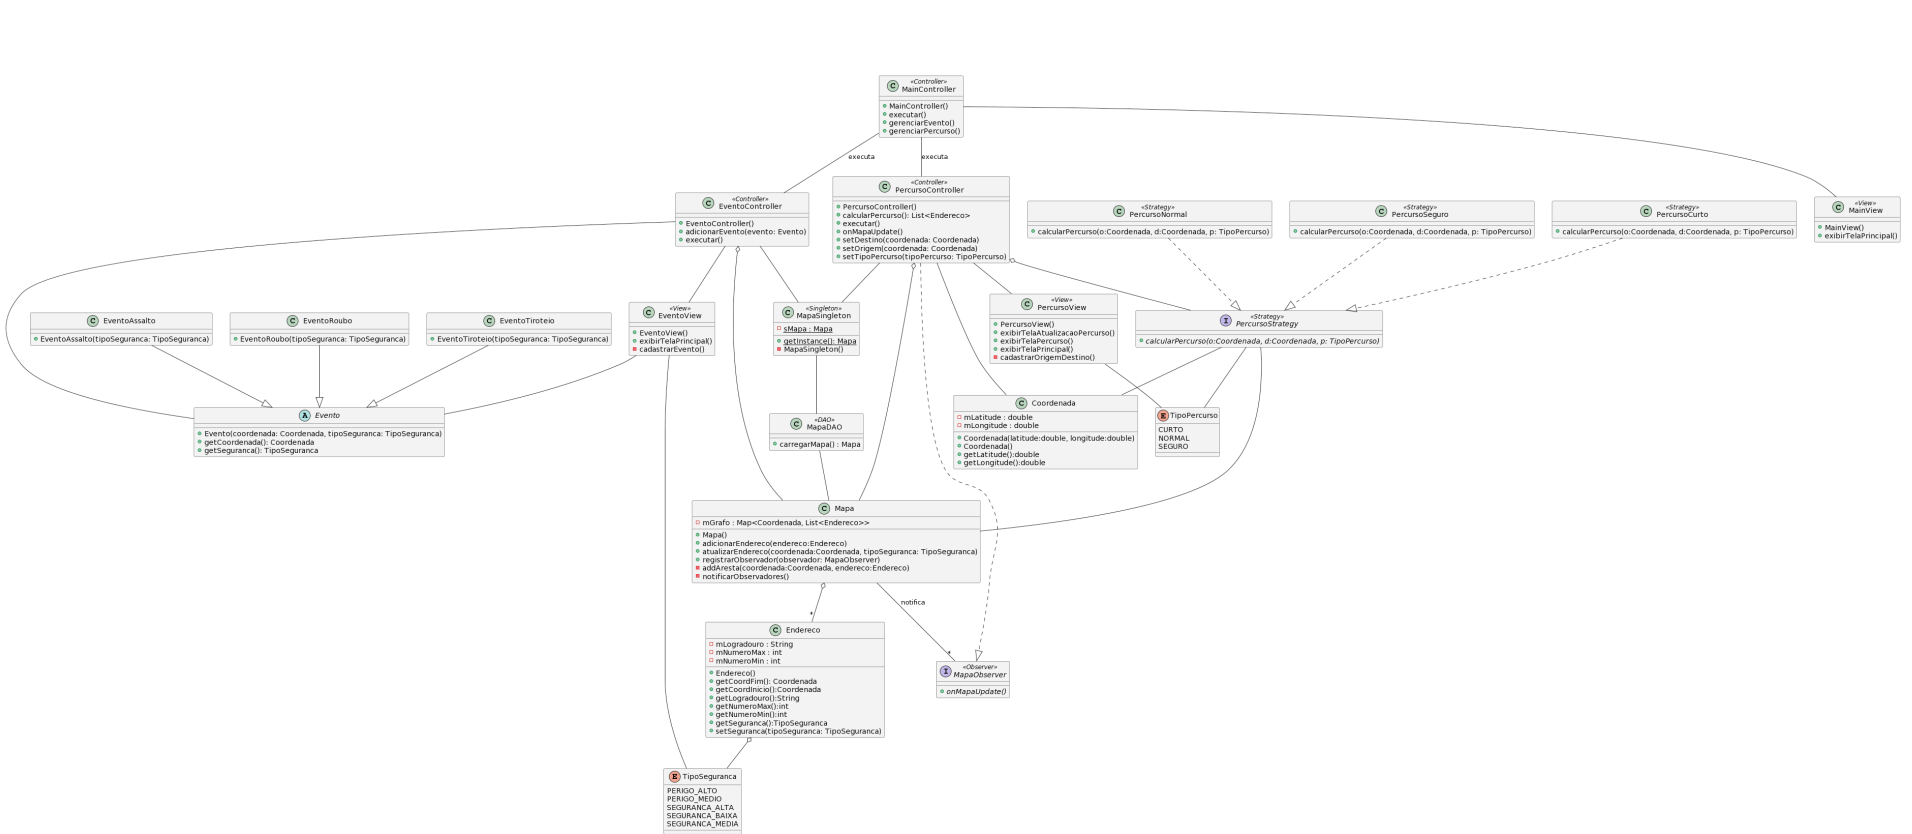 «Controller»
MainController
MainController()
executar()
gerenciarEvento()
gerenciarPercurso()
executa
executa
«Controller»
EventoController
EventoController()
adicionarEvento(evento: Evento)
executar()
«Controller»
PercursoController
PercursoController()
calcularPercurso(): List<Endereco>
executar()
onMapaUpdate()
setDestino(coordenada: Coordenada)
setOrigem(coordenada: Coordenada)
setTipoPercurso(tipoPercurso: TipoPercurso)
«Strategy»
PercursoNormal
calcularPercurso(o:Coordenada, d:Coordenada, p: TipoPercurso)
«Strategy»
PercursoSeguro
calcularPercurso(o:Coordenada, d:Coordenada, p: TipoPercurso)
«Strategy»
PercursoCurto
calcularPercurso(o:Coordenada, d:Coordenada, p: TipoPercurso)
«View»
MainView
MainView()
exibirTelaPrincipal()
EventoAssalto
EventoAssalto(tipoSeguranca: TipoSeguranca)
EventoRoubo
EventoRoubo(tipoSeguranca: TipoSeguranca)
EventoTiroteio
EventoTiroteio(tipoSeguranca: TipoSeguranca)
«View»
EventoView
EventoView()
exibirTelaPrincipal()
cadastrarEvento()
«Singleton»
MapaSingleton
sMapa : Mapa
getInstance(): Mapa
MapaSingleton()
«View»
PercursoView
PercursoView()
exibirTelaAtualizacaoPercurso()
exibirTelaPercurso()
exibirTelaPrincipal()
cadastrarOrigemDestino()
«Strategy»
PercursoStrategy
calcularPercurso(o:Coordenada, d:Coordenada, p: TipoPercurso)
Evento
Evento(coordenada: Coordenada, tipoSeguranca: TipoSeguranca)
getCoordenada(): Coordenada
getSeguranca(): TipoSeguranca
«DAO»
MapaDAO
carregarMapa() : Mapa
Coordenada
mLatitude : double
mLongitude : double
Coordenada(latitude:double, longitude:double)
Coordenada()
getLatitude():double
getLongitude():double
TipoPercurso
CURTO
NORMAL
SEGURO
Mapa
mGrafo : Map<Coordenada, List<Endereco>>
Mapa()
adicionarEndereco(endereco:Endereco)
atualizarEndereco(coordenada:Coordenada, tipoSeguranca: TipoSeguranca)
registrarObservador(observador: MapaObserver)
addAresta(coordenada:Coordenada, endereco:Endereco)
notificarObservadores()
notifica
*
*
Endereco
mLogradouro : String
mNumeroMax : int
mNumeroMin : int
Endereco()
getCoordFim(): Coordenada
getCoordInicio():Coordenada
getLogradouro():String
getNumeroMax():int
getNumeroMin():int
getSeguranca():TipoSeguranca
setSeguranca(tipoSeguranca: TipoSeguranca)
«Observer»
MapaObserver
onMapaUpdate()
TipoSeguranca
PERIGO_ALTO
PERIGO_MEDIO
SEGURANCA_ALTA
SEGURANCA_BAIXA
SEGURANCA_MEDIA